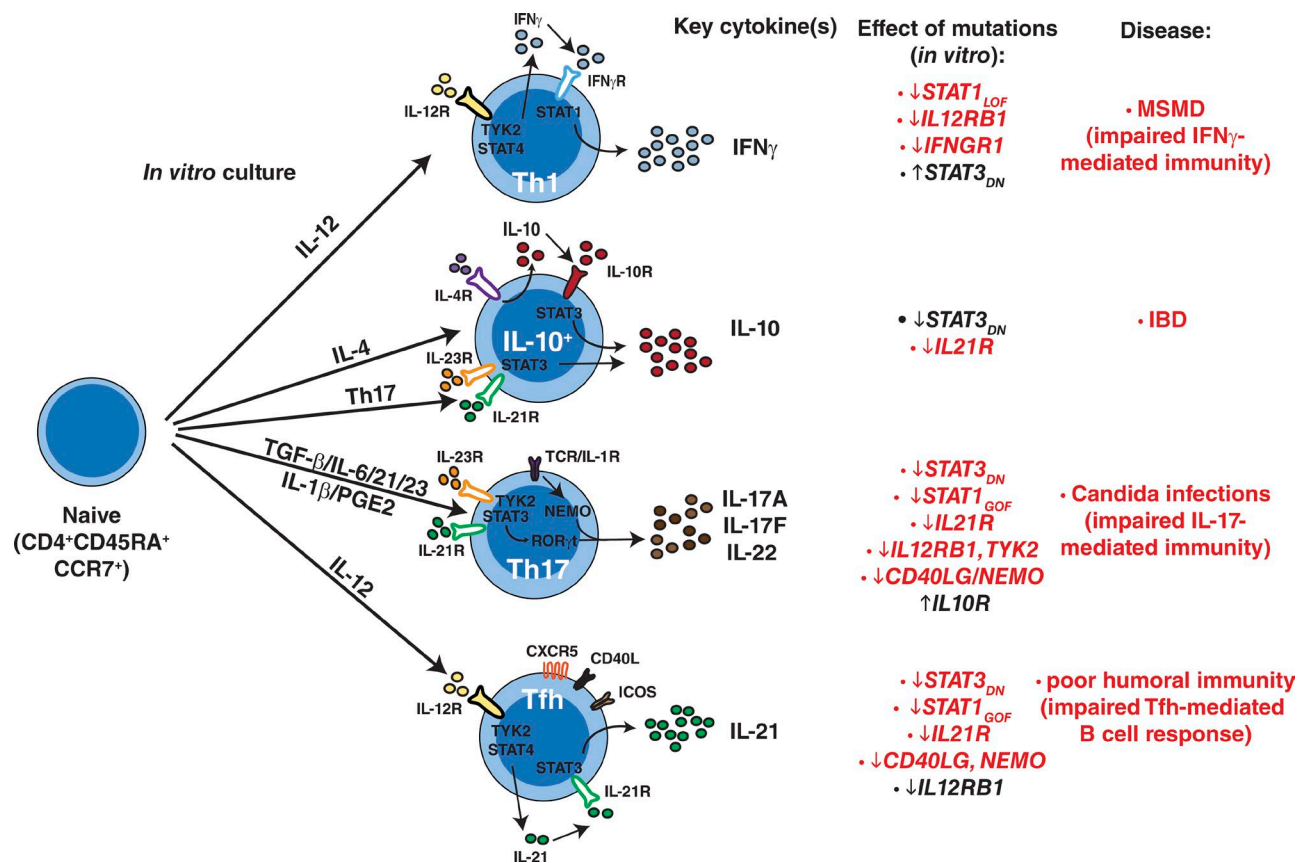 Key cytokine(s)
Effect of mutations
(in vitro):
Disease:
In vitro culture
Naive
(CD4⁺CD45RA⁺
CCR7⁺)
IL-12
IFNγ
IL-12R
IFNγR
TYK2
STAT4
STAT1
Th1
IFNγ
• ↓STAT1LOF
• ↓IL12RB1
• ↓IFNGR1
• ↑STAT3DN
• MSMD
(impaired IFNγ-
mediated immunity)
IL-4
Th17
IL-10
IL-10R
IL-4R
STAT3
IL-10⁺
IL-23R
STAT3
IL-21R
IL-10
• ↓STAT3DN
• ↓IL21R
• IBD
TGF-β/IL-6/21/23
IL-1β/PGE2
IL-23R
TCR/IL-1R
TYK2
STAT3
NEMO
IL-21R
RORγt
Th17
IL-17A
IL-17F
IL-22
• ↓STAT3DN
• ↓STAT1GOF
• ↓IL21R
• ↓IL12RB1, TYK2
• ↓CD40LG/NEMO
↑IL10R
• Candida infections
(impaired IL-17-
mediated immunity)
IL-12
CXCR5
CD40L
ICOS
IL-12R
Tfh
TYK2
STAT4
STAT3
IL-21R
IL-21
IL-21
• ↓STAT3DN
• ↓STAT1GOF
• ↓IL21R
• ↓CD40LG, NEMO
• ↓IL12RB1
• poor humoral immunity
(impaired Tfh-mediated
B cell response)